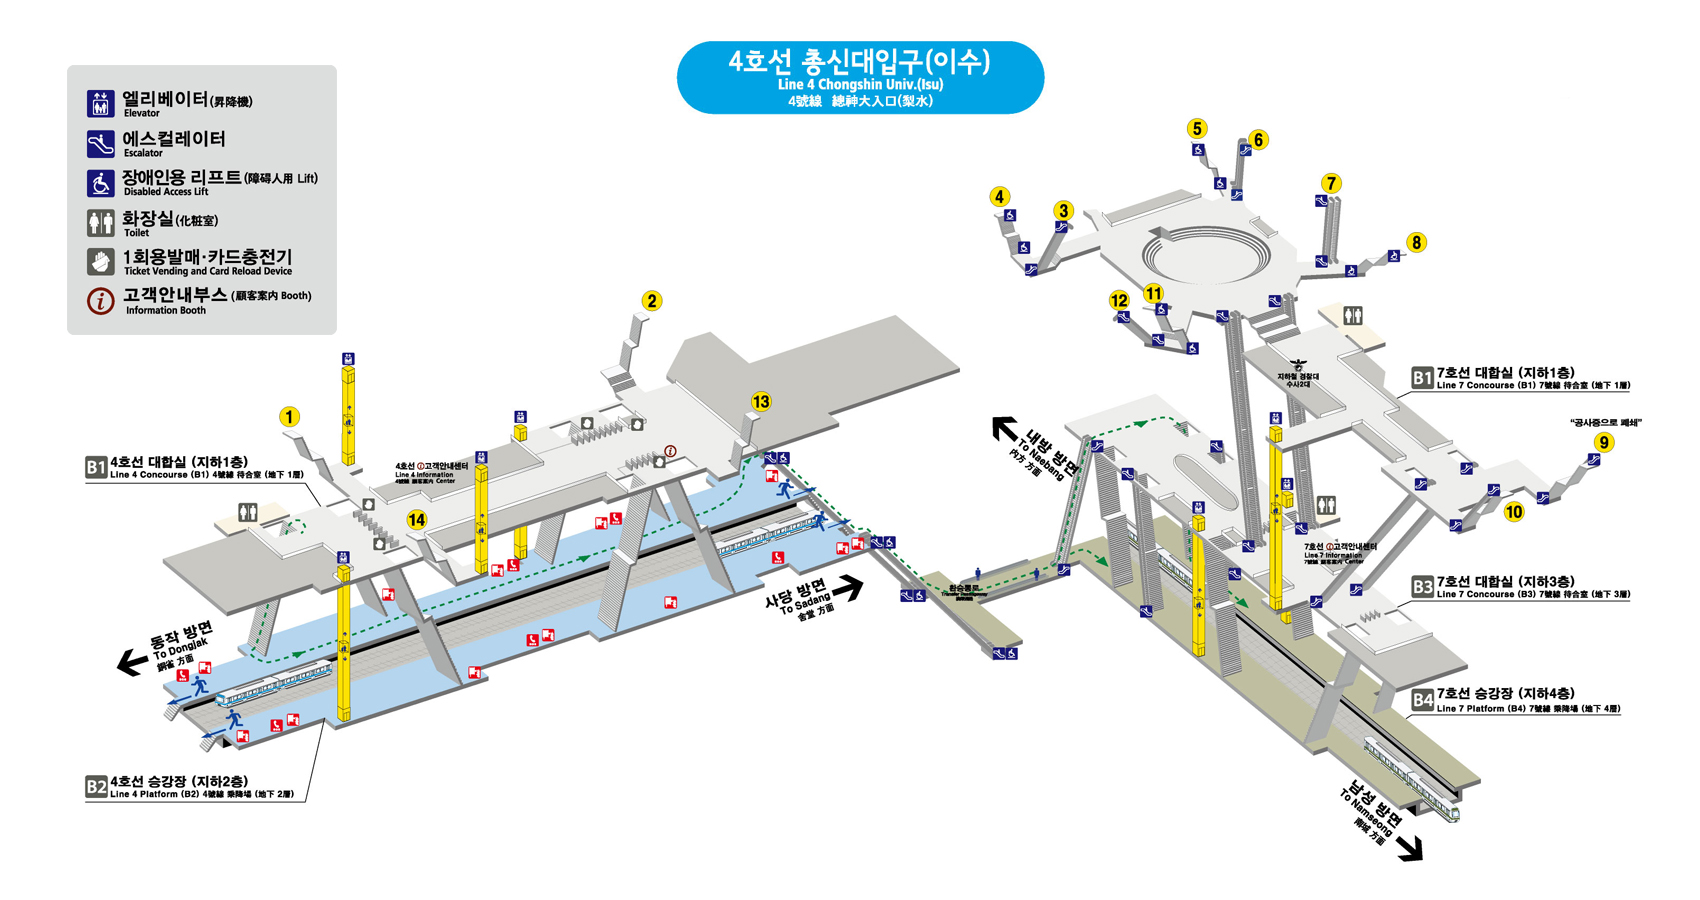 4호선 총신대입구(이수)
Line 4 Chongshin Univ.(Isu)
4號線 總神大入口(梨水)
엘리베이터(昇降機)
Elevator
에스컬레이터
Escalator
장애인용 리프트(障碍人用 Lift)
Disabled Access Lift
화장실(化粧室)
Toilet
1회용발매·카드충전기
Ticket Vending and Card Reload Device
고객안내부스(顧客案內 Booth)
Information Booth
5
6
7
4
3
8
12
11
2
1
13
14
9
10
"공사중으로 폐쇄"
지하철 경찰대
수사2대
B1 7호선 대합실 (지하1층)
Line 7 Concourse (B1) 7號線 待合室 (地下 1層)
B1 4호선 대합실 (지하1층)
Line 4 Concourse (B1) 4號線 待合室 (地下 1層)
4호선 고객안내센터
Line 4 Information
4號線 顧客案內 Center
내방 방면
To Naebang
內方 方面
7호선 고객안내센터
Line 7 Information
7號線 顧客案內 Center
사당 방면
To Sadang
舍堂 方面
환승통로
B3 7호선 대합실 (지하3층)
Line 7 Concourse (B3) 7號線 待合室 (地下 3層)
동작 방면
To Dongjak
銅雀 方面
B4 7호선 승강장 (지하4층)
Line 7 Platform (B4) 7號線 乘降場 (地下 4層)
B2 4호선 승강장 (지하2층)
Line 4 Platform (B2) 4號線 乘降場 (地下 2層)
남성 방면
To Namseong
南城 方面